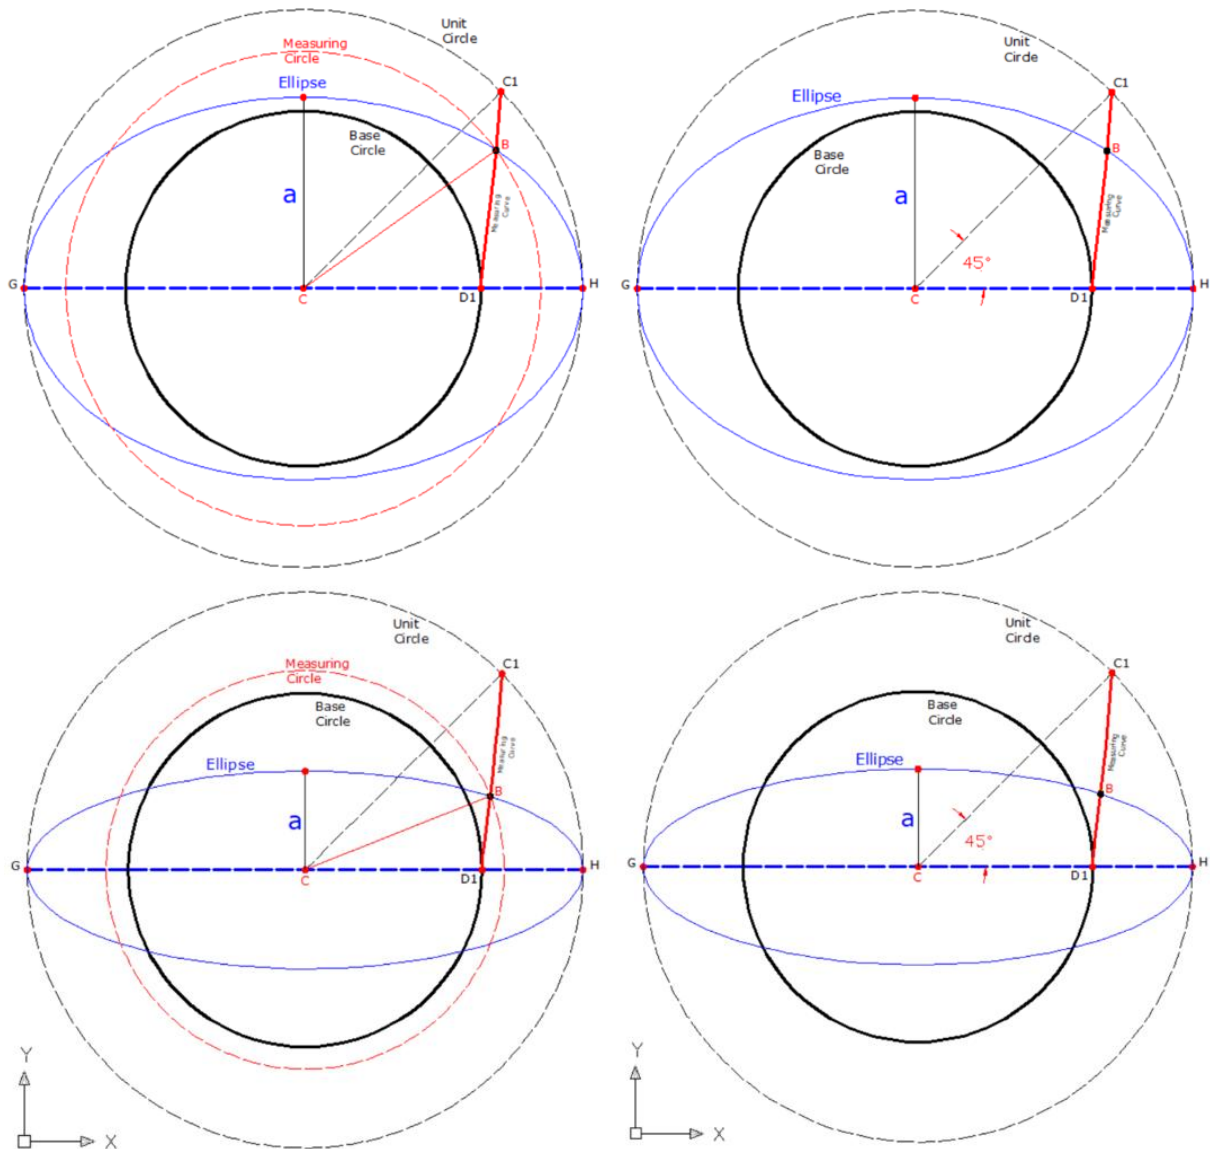 Unit
Circle
Measuring
Circle
C1
Ellipse
Base
Circle
B
a
Measuring
Curve
G
H
C
D1
Unit
Circle
C1
Ellipse
B
Base
Circle
a
Measuring
Curve
45°
G
H
C
D1
Unit
Circle
Measuring
Circle
C1
Base
Circle
Measuring
Curve
Ellipse
B
a
G
H
C
D1
Y
X
Unit
Circle
C1
Base
Circle
Measuring
Curve
Ellipse
B
a
45°
G
H
C
D1
Y
X